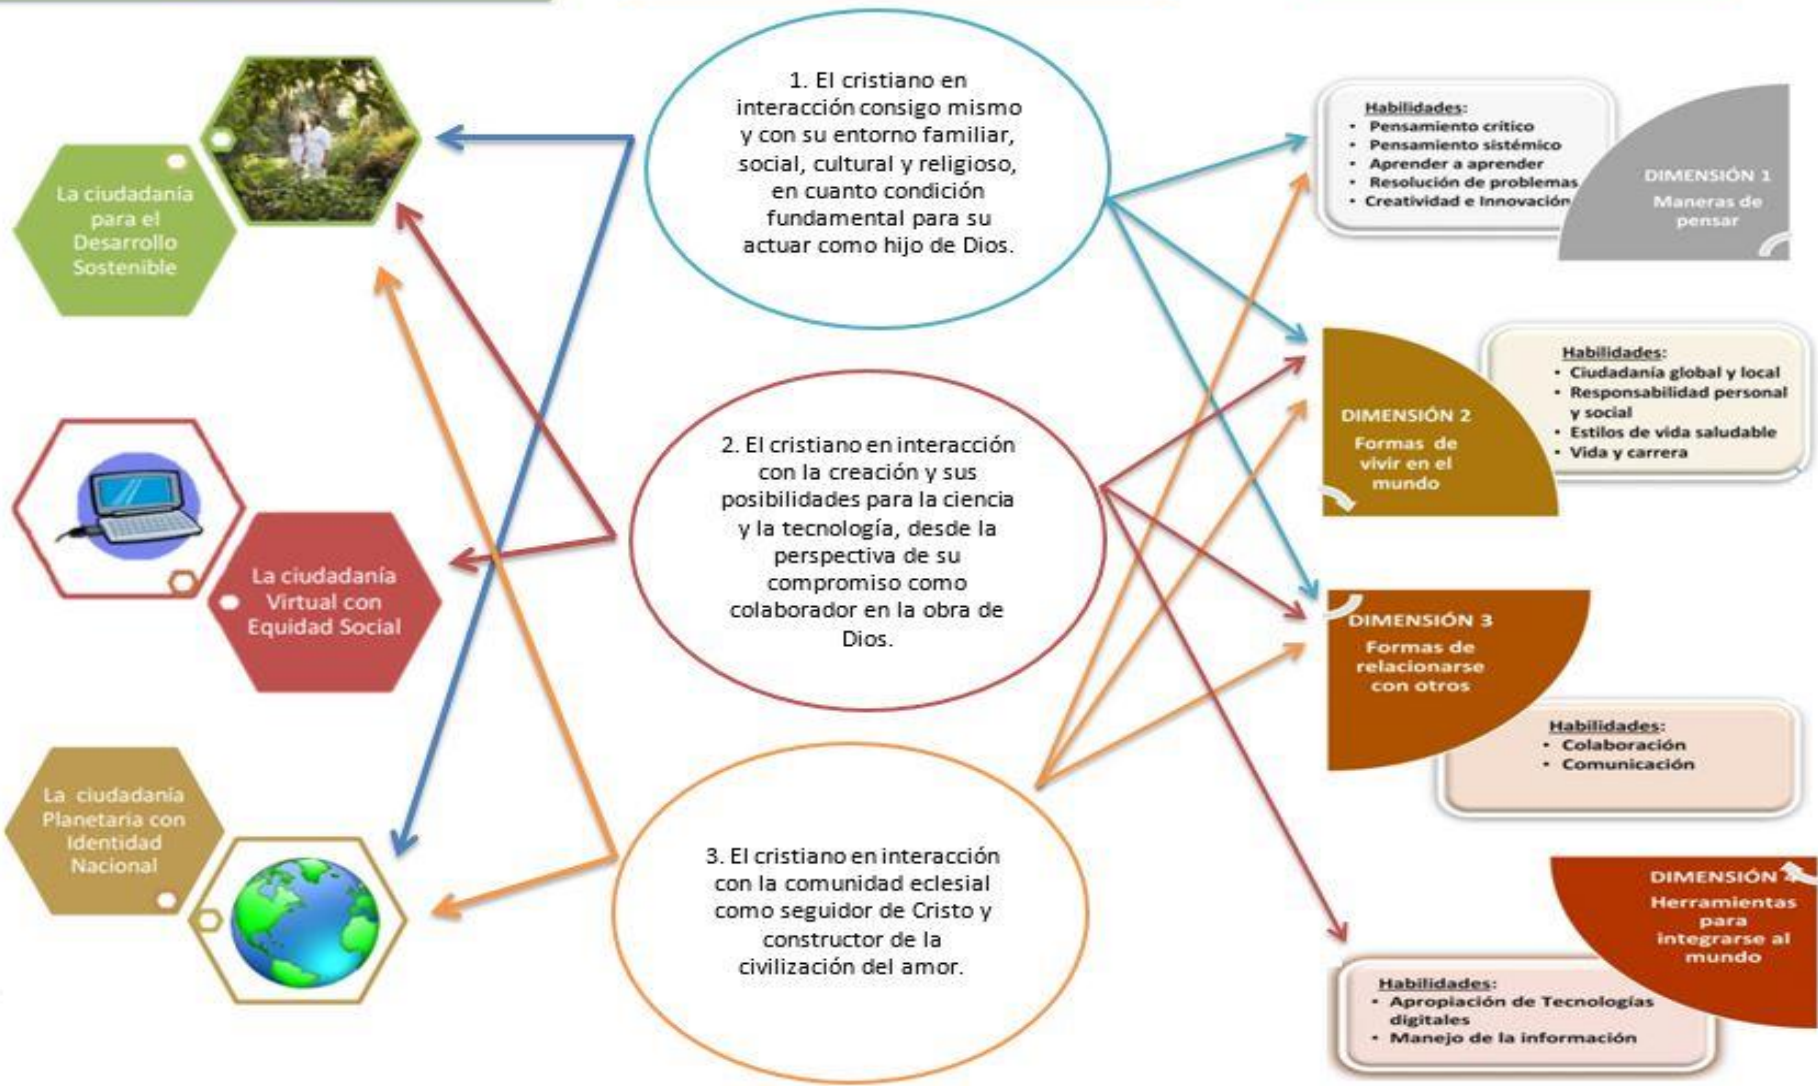 La ciudadanía
para el
Desarrollo
Sostenible
La ciudadanía
Virtual con
Equidad Social
La ciudadanía
Planetaria con
Identidad
Nacional
1. El cristiano en
interacción consigo mismo
y con su entorno familiar,
social, cultural y religioso,
en cuanto condición
fundamental para su
actuar como hijo de Dios.
2. El cristiano en interacción
con la creación y sus
posibilidades para la ciencia
y la tecnología, desde la
perspectiva de su
compromiso como
colaborador en la obra de
Dios.
3. El cristiano en interacción
con la comunidad eclesial
como seguidor de Cristo y
constructor de la
civilización del amor.
Habilidades:
• Pensamiento crítico
• Pensamiento sistémico
• Aprender a aprender
• Resolución de problemas
• Creatividad e Innovación
DIMENSIÓN 1
Maneras de
pensar
DIMENSIÓN 2
Formas de
vivir en el
mundo
Habilidades:
• Ciudadanía global y local
• Responsabilidad personal
y social
• Estilos de vida saludable
• Vida y carrera
DIMENSIÓN 3
Formas de
relacionarse
con otros
Habilidades:
• Colaboración
• Comunicación
DIMENSIÓN 4
Herramientas
para
integrarse al
mundo
Habilidades:
• Apropiación de Tecnologías
digitales
• Manejo de la información